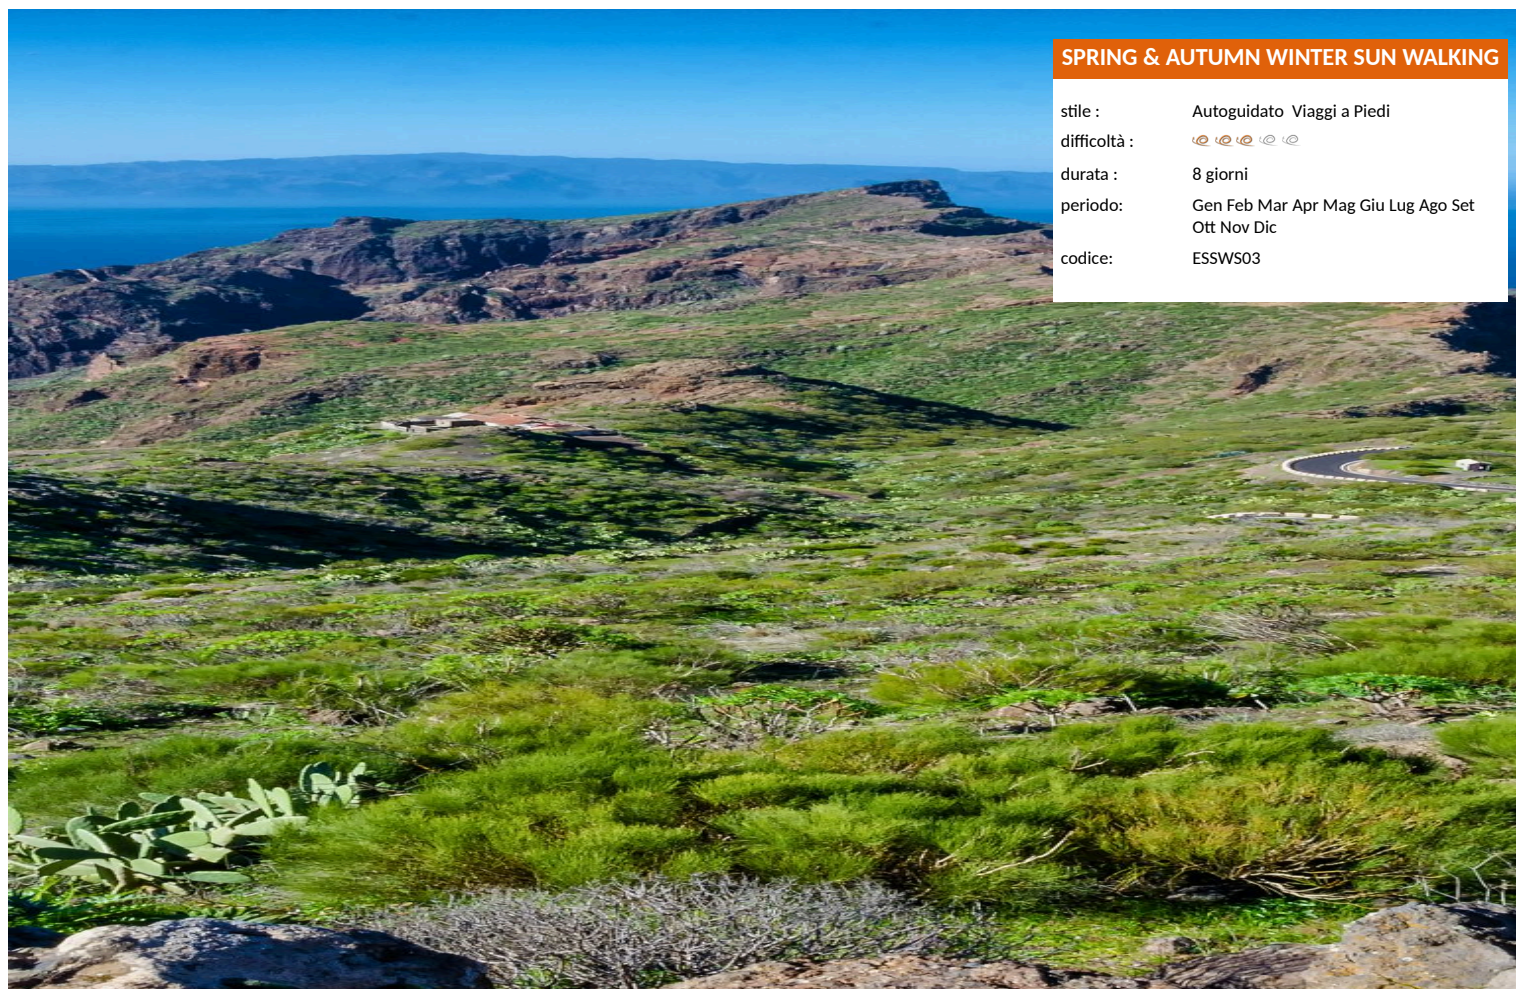 SPRING & AUTUMN WINTER SUN WALKING
stile : Autoguidato  Viaggi a Piedi
difficoltà :
durata : 8 giorni
periodo: Gen Feb Mar Apr Mag Giu Lug Ago Set
Ott Nov Dic
codice: ESSWS03